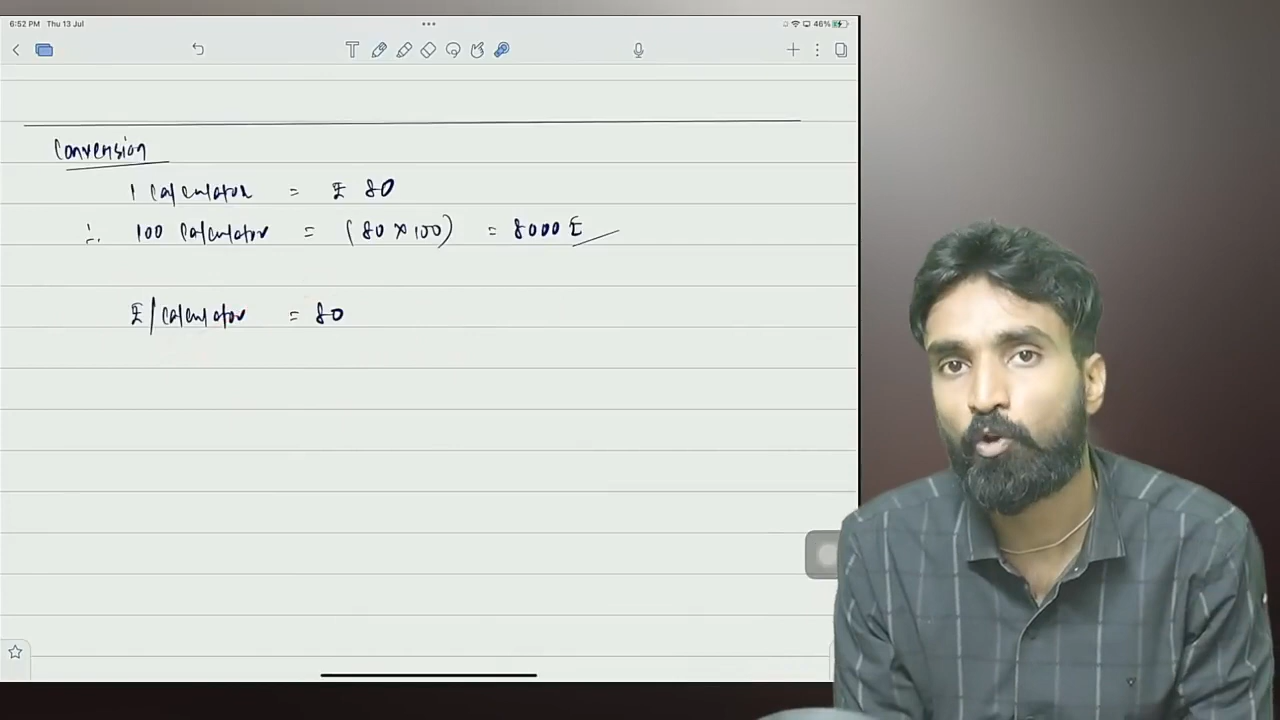 6:52 PM Thu 13 Jul
46%
Conversion
1 Calculator = ₹ 80
∴ 100 Calculator = (80 × 100) = 8000 ₹
₹/Calculator = 80